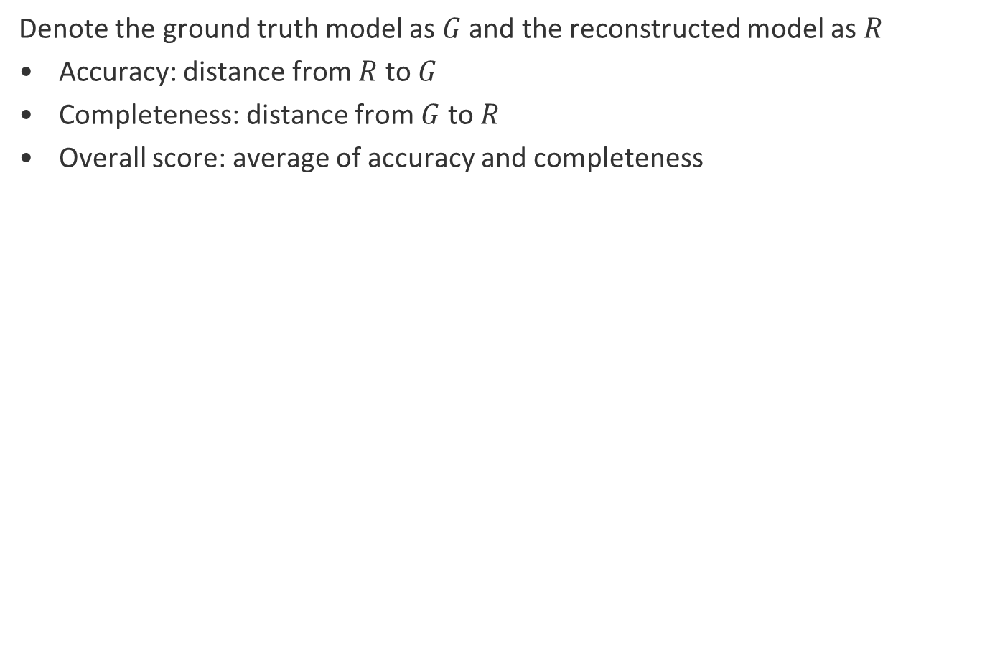 Denote the ground truth model as G and the reconstructed model as R
• Accuracy: distance from R to G
• Completeness: distance from G to R
• Overall score: average of accuracy and completeness